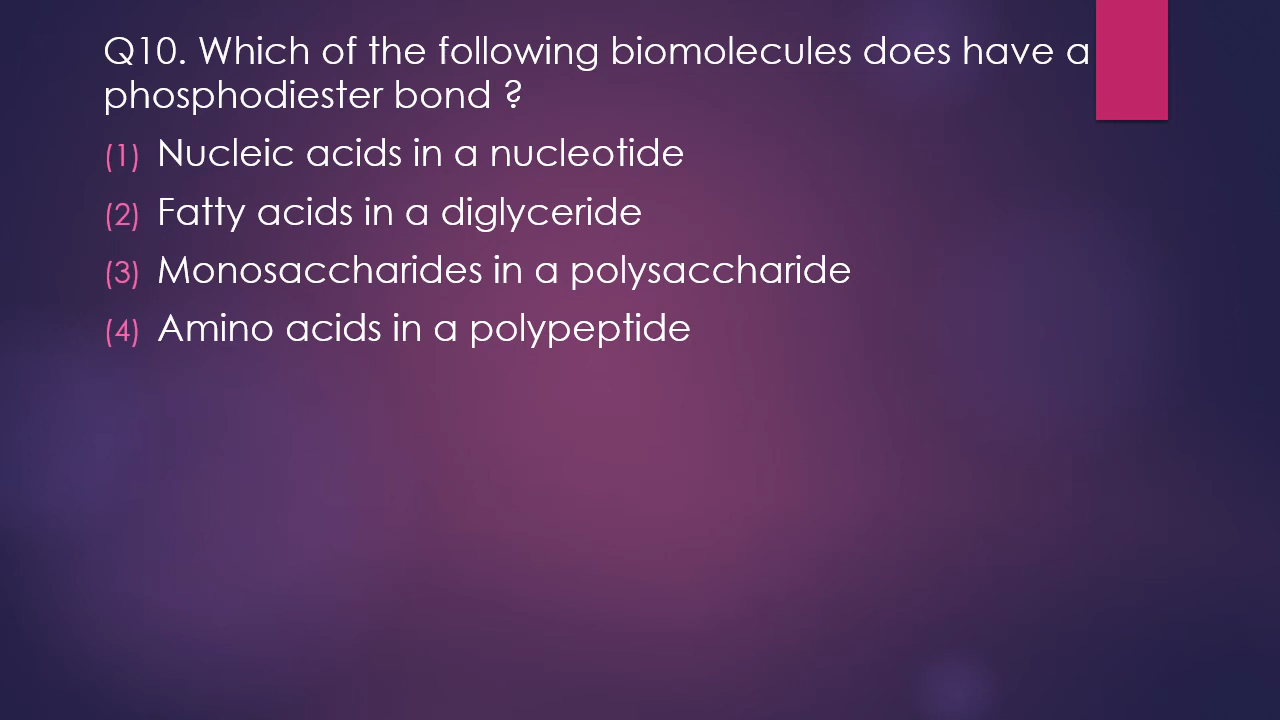 Q10. Which of the following biomolecules does have a
phosphodiester bond ?
(1) Nucleic acids in a nucleotide
(2) Fatty acids in a diglyceride
(3) Monosaccharides in a polysaccharide
(4) Amino acids in a polypeptide